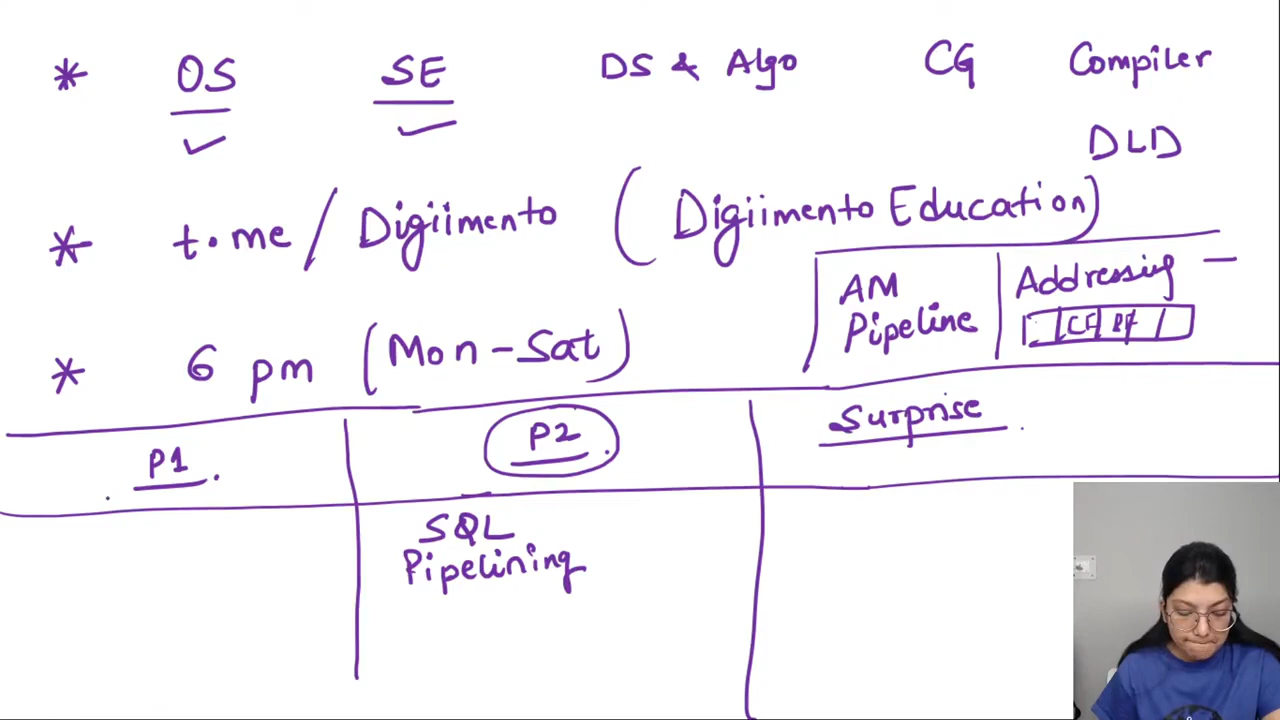 * OS SE DS & Algo CG Compiler
DLD
* t.me/Digiimento (Digiimento Education)
AM
Pipeline
Addressing
* 6 pm (Mon-Sat)
P1 P2 Surprise
SQL
Pipelining